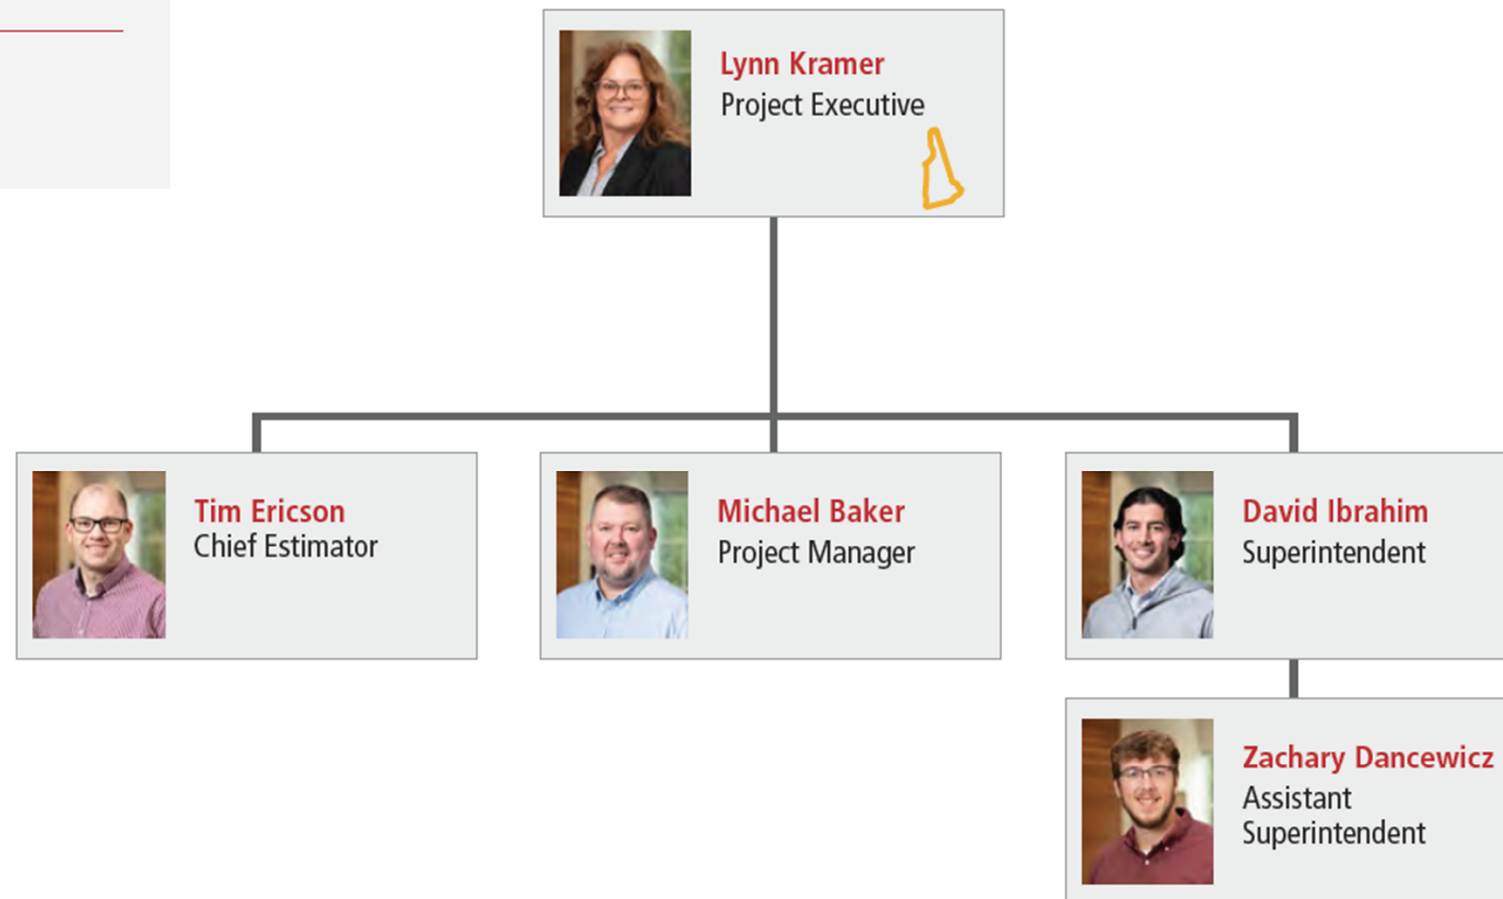 Lynn Kramer
Project Executive
Tim Ericson
Chief Estimator
Michael Baker
Project Manager
David Ibrahim
Superintendent
Zachary Dancewicz
Assistant
Superintendent